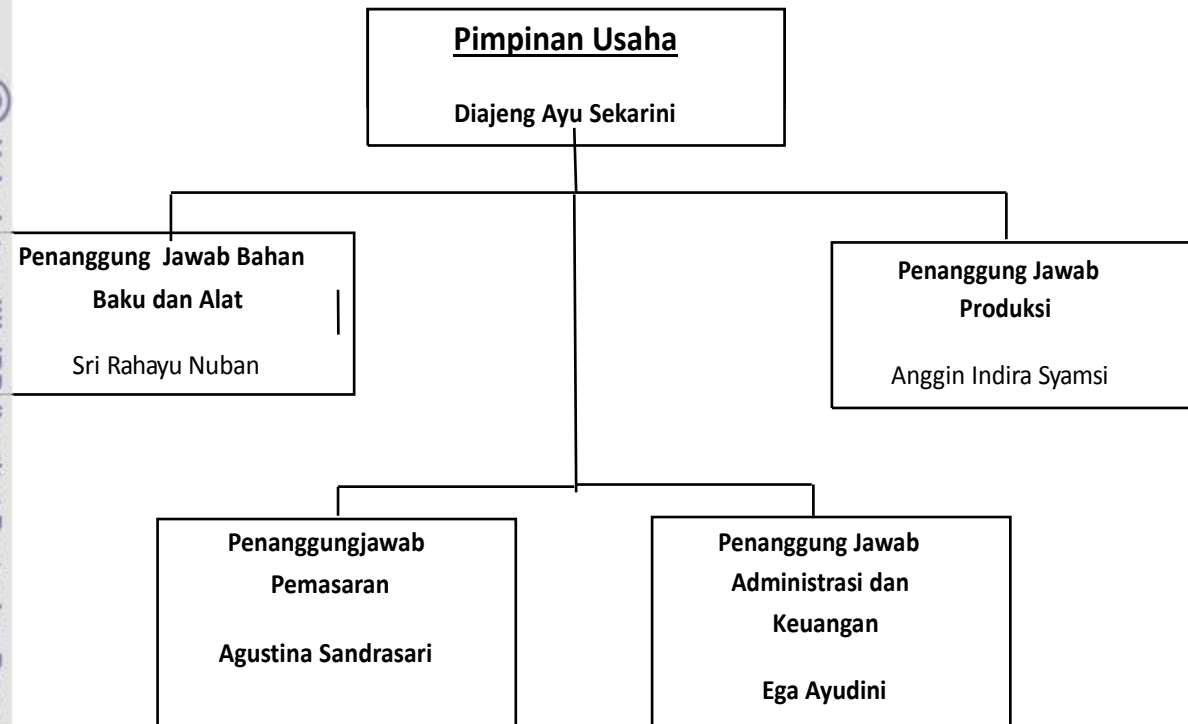 Pimpinan Usaha
Diajeng Ayu Sekarini
Penanggung Jawab Bahan
Baku dan Alat
Sri Rahayu Nuban
Penanggung Jawab
Produksi
Anggin Indira Syamsi
Penanggungjawab
Pemasaran
Agustina Sandrasari
Penanggung Jawab
Administrasi dan
Keuangan
Ega Ayudini